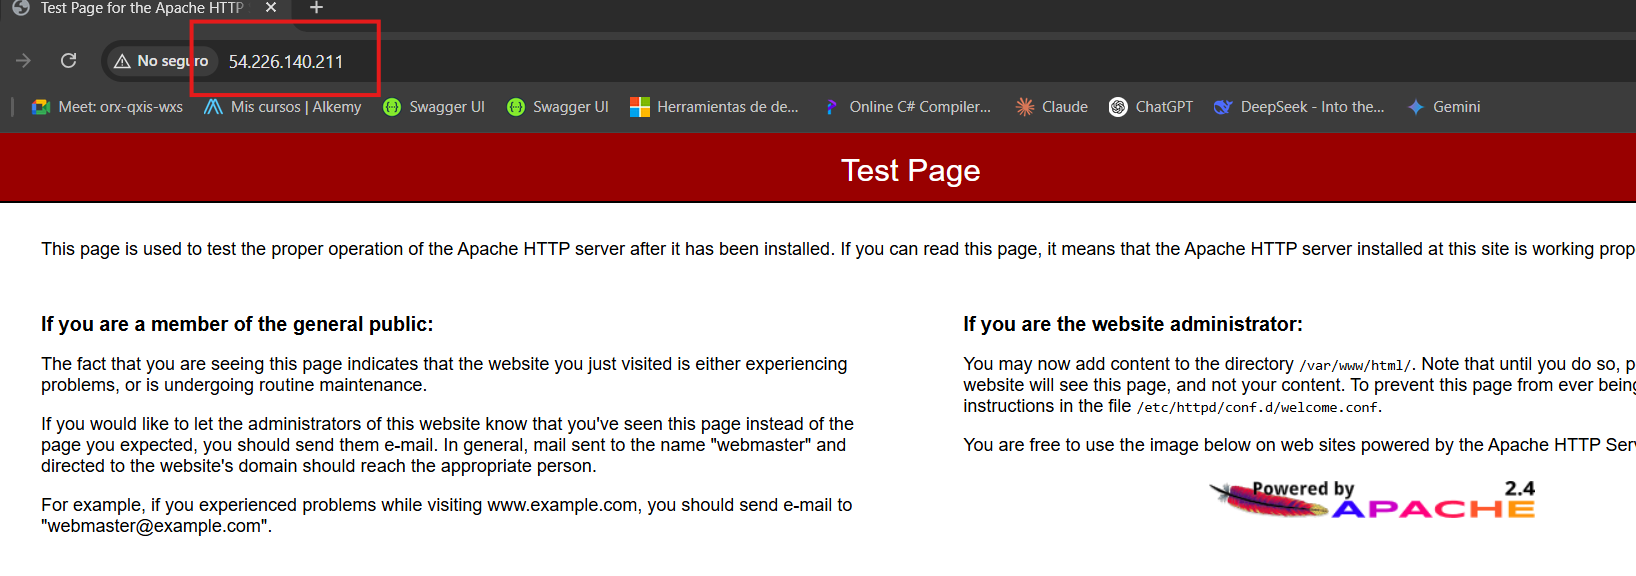 Test Page for the Apache HTTP
No seguro
54.226.140.211
Meet: orx-qxis-wxs
Mis cursos | Alkemy
Swagger UI
Swagger UI
Herramientas de de...
Online C# Compiler...
Claude
ChatGPT
DeepSeek - Into the...
Gemini
Test Page
This page is used to test the proper operation of the Apache HTTP server after it has been installed. If you can read this page, it means that the Apache HTTP server installed at this site is working prop
If you are a member of the general public:
The fact that you are seeing this page indicates that the website you just visited is either experiencing
problems, or is undergoing routine maintenance.
If you would like to let the administrators of this website know that you've seen this page instead of the
page you expected, you should send them e-mail. In general, mail sent to the name "webmaster" and
directed to the website's domain should reach the appropriate person.
For example, if you experienced problems while visiting www.example.com, you should send e-mail to
"webmaster@example.com".
If you are the website administrator:
You may now add content to the directory /var/www/html/. Note that until you do so, p
website will see this page, and not your content. To prevent this page from ever being
instructions in the file /etc/httpd/conf.d/welcome.conf.
You are free to use the image below on web sites powered by the Apache HTTP Ser
Powered by 2.4
APACHE